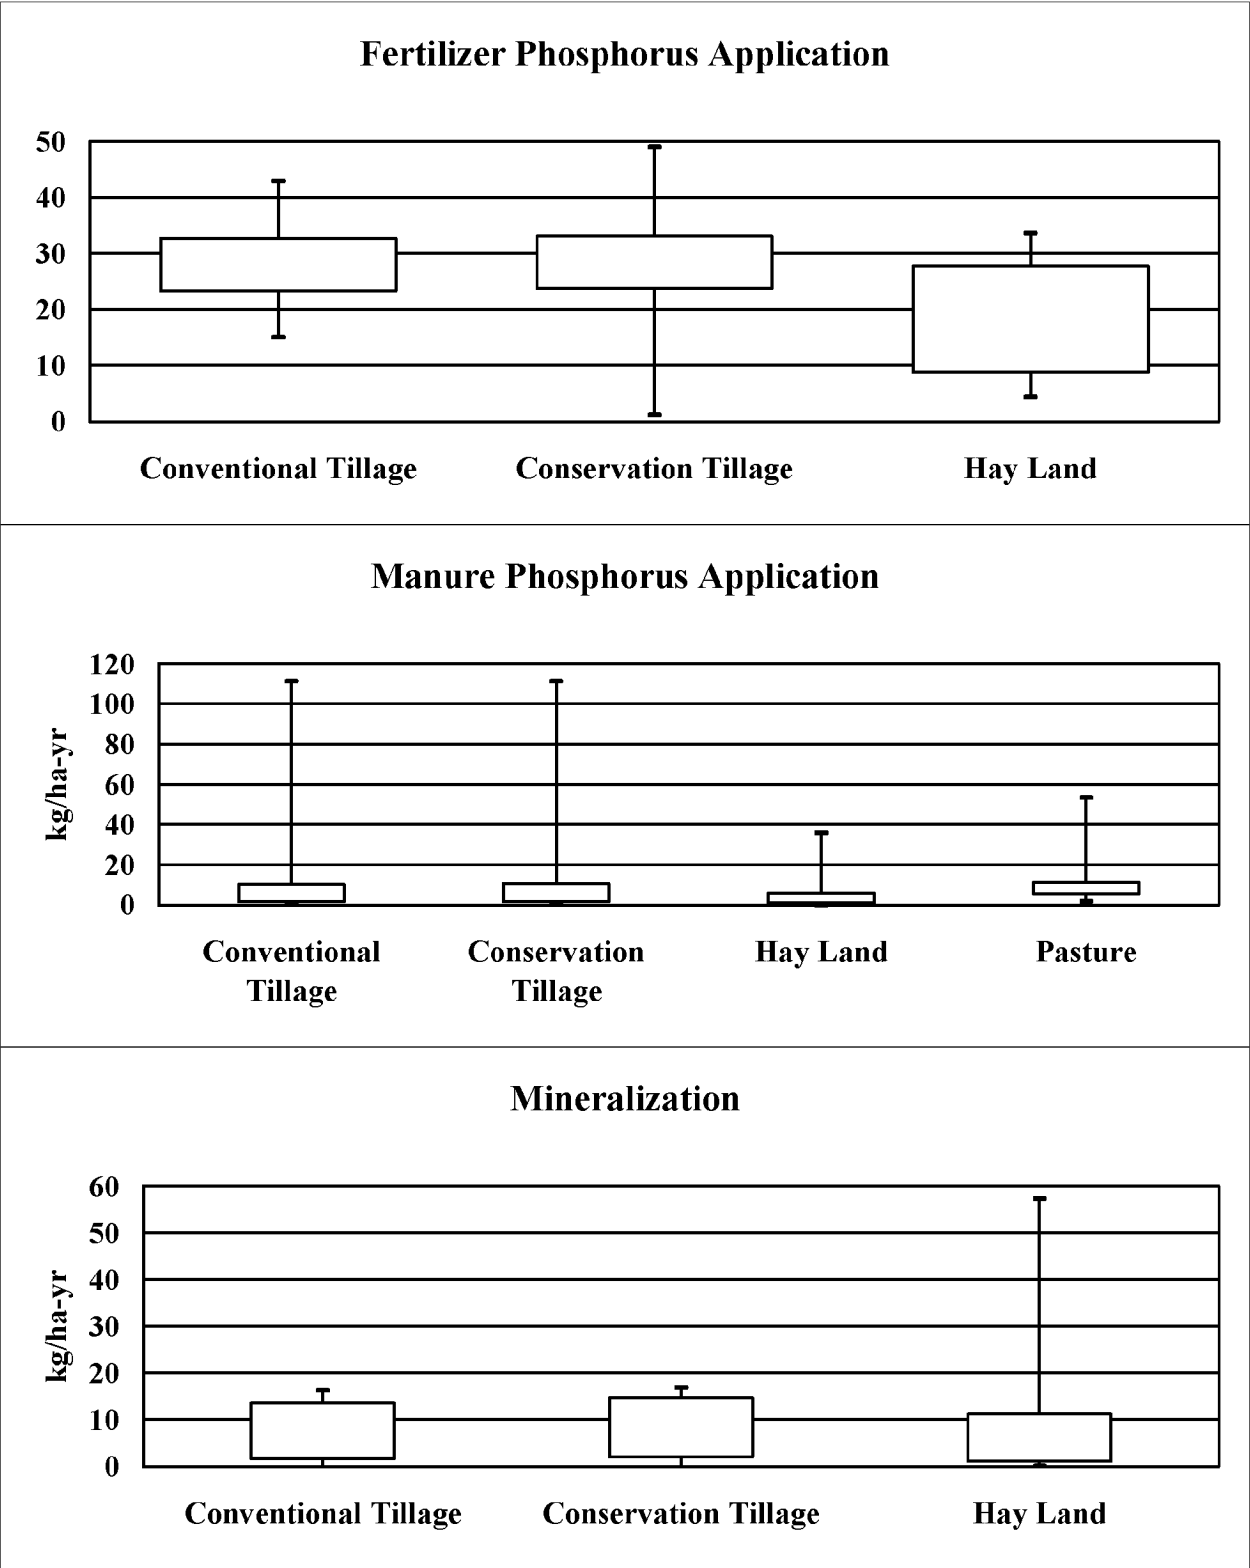 Fertilizer Phosphorus Application
50
40
30
20
10
0
Conventional Tillage
Conservation Tillage
Hay Land
Manure Phosphorus Application
kg/ha-yr
120
100
80
60
40
20
0
Conventional
Tillage
Conservation
Tillage
Hay Land
Pasture
Mineralization
kg/ha-yr
60
50
40
30
20
10
0
Conventional Tillage
Conservation Tillage
Hay Land